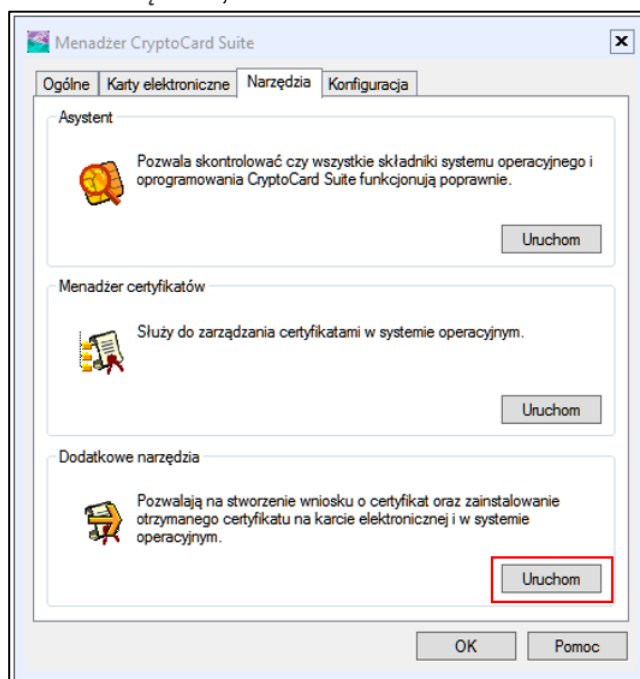 Menadżer CryptoCard Suite
Ogólne Karty elektroniczne Narzędzia Konfiguracja
Asystent
Pozwala skontrolować czy wszystkie składniki systemu operacyjnego i
oprogramowania CryptoCard Suite funkcjonują poprawnie.
Uruchom
Menadżer certyfikatów
Służy do zarządzania certyfikatami w systemie operacyjnym.
Uruchom
Dodatkowe narzędzia
Pozwalają na stworzenie wniosku o certyfikat oraz zainstalowanie
otrzymanego certyfikatu na karcie elektronicznej i w systemie
operacyjnym.
Uruchom
OK Pomoc